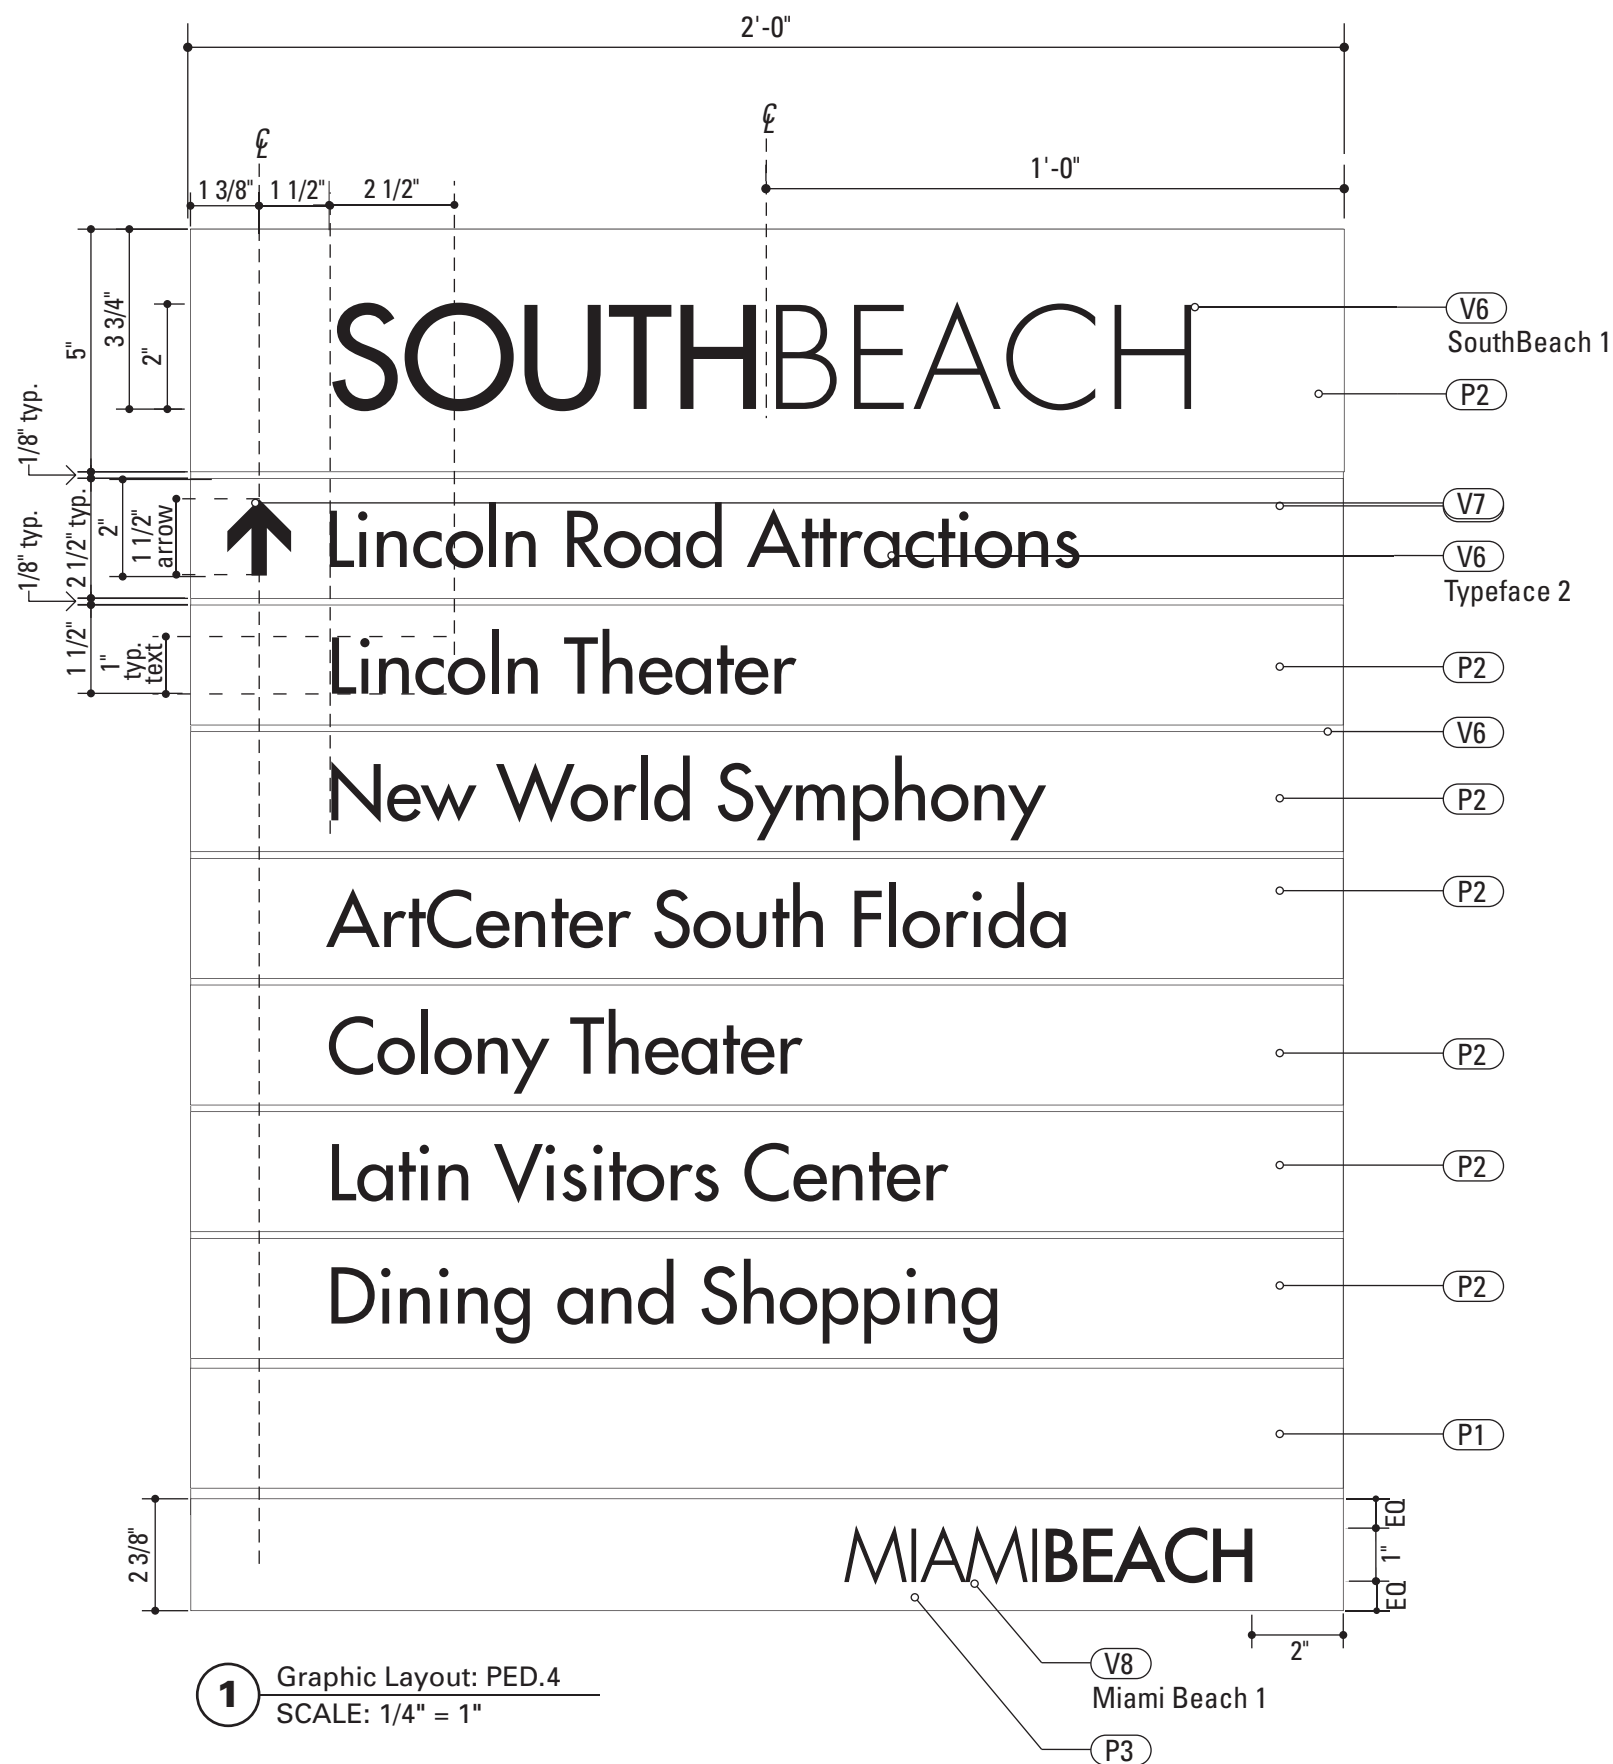 2'-0"
℄
℄
1'-0"
1 3/8" 1 1/2" 2 1/2"
5"
3 3/4"
2"
SOUTHBEACH
V6
SouthBeach 1
P2
1/8" typ.
1/8" typ.
2 1/2" typ.
2"
1 1/2"
arrow
Lincoln Road Attractions
V7
V6
Typeface 2
1 1/2"
1"
typ.
text
Lincoln Theater
P2
V6
New World Symphony
P2
ArtCenter South Florida
P2
Colony Theater
P2
Latin Visitors Center
P2
Dining and Shopping
P2
P1
2 3/8"
MIAMIBEACH
EQ
1"
EQ
2"
V8
Miami Beach 1
P3
1
Graphic Layout: PED.4
SCALE: 1/4" = 1"